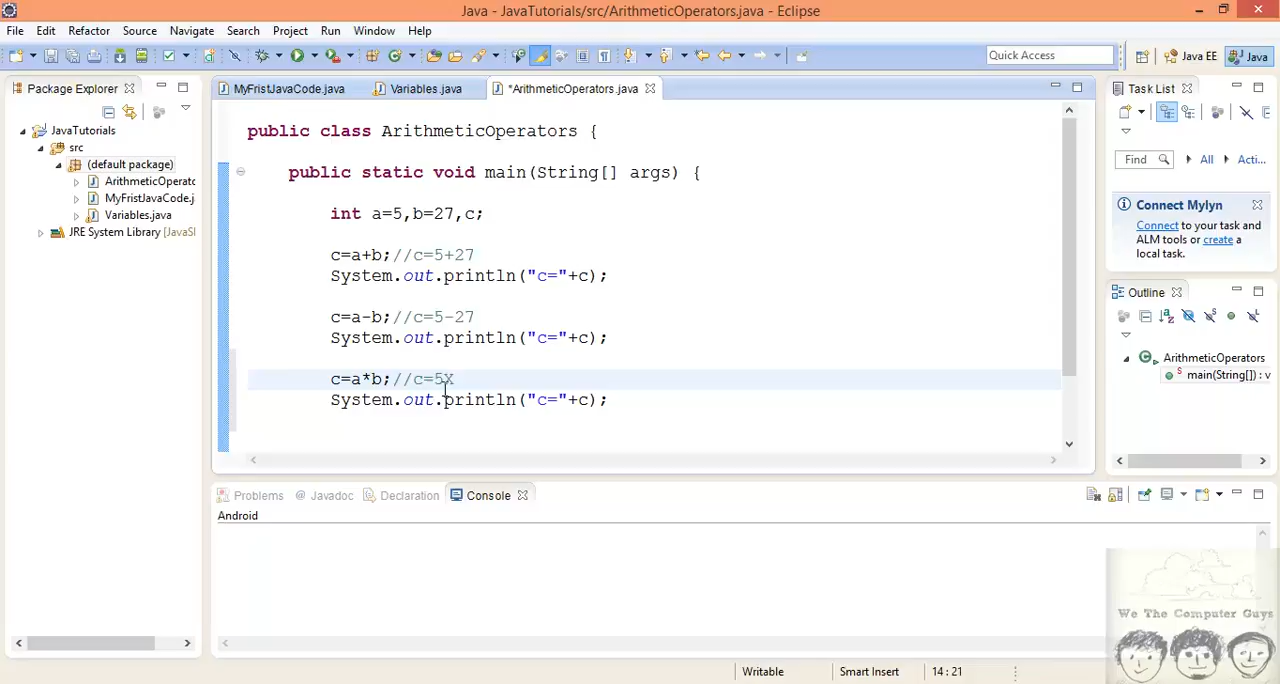 Java - JavaTutorials/src/ArithmeticOperators.java - Eclipse
File Edit Refactor Source Navigate Search Project Run Window Help
Quick Access
Java EE
Java
Package Explorer
JavaTutorials
src
(default package)
ArithmeticOperato
MyFristJavaCode.j
Variables.java
JRE System Library [JavaSI
MyFristJavaCode.java
Variables.java
*ArithmeticOperators.java
public class ArithmeticOperators {
public static void main(String[] args) {
int a=5,b=27,c;
c=a+b;//c=5+27
System.out.println("c="+c);
c=a-b;//c=5-27
System.out.println("c="+c);
c=a*b;//c=5X
System.out.println("c="+c);
Task List
Find
All
Acti...
Connect Mylyn
Connect to your task and
ALM tools or create a
local task.
Outline
ArithmeticOperators
main(String[]) : v
Problems
@ Javadoc
Declaration
Console
Android
We The Computer Guys
Writable
Smart Insert
14 : 21